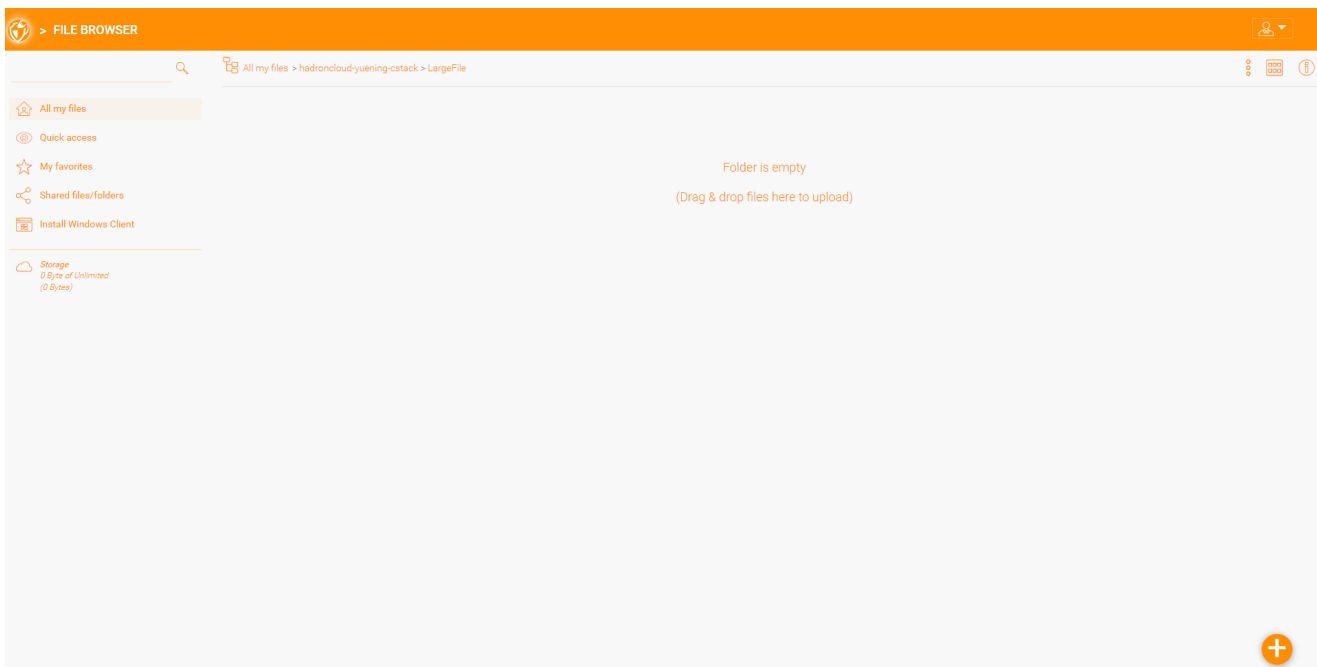 > FILE BROWSER
All my files > hadroncloud-yuening-cstack > LargeFile
All my files
Quick access
My favorites
Shared files/folders
Install Windows Client
Storage
0 Byte of Unlimited
(0 Bytes)
Folder is empty
(Drag & drop files here to upload)